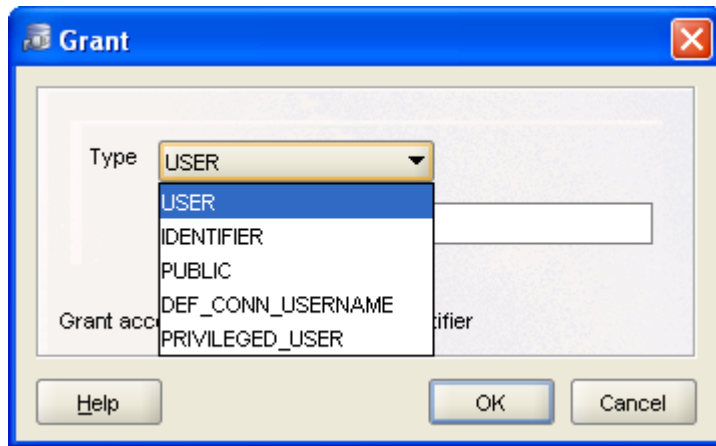 Grant
Type USER
USER
IDENTIFIER
PUBLIC
DEF_CONN_USERNAME
PRIVILEGED_USER
Grant acc tifier
Help OK Cancel